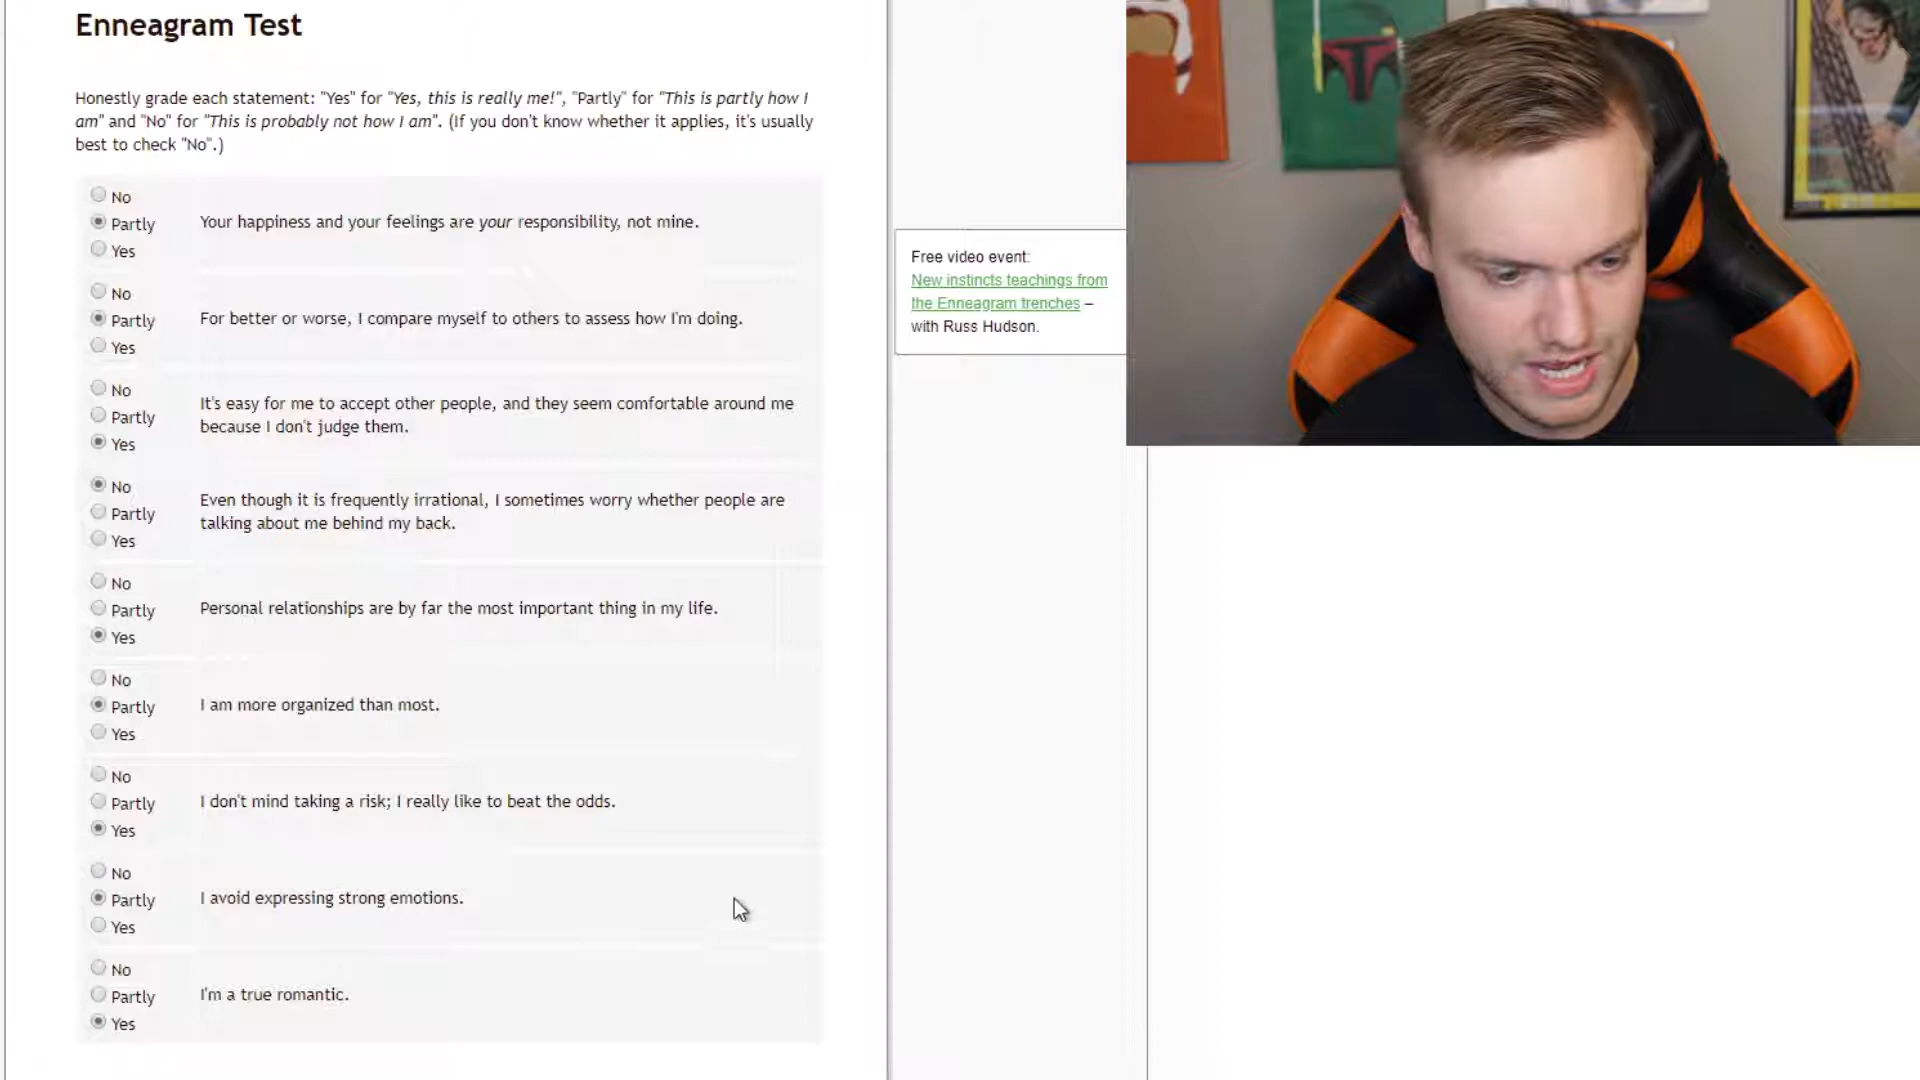 Enneagram Test
Honestly grade each statement: "Yes" for "Yes, this is really me!", "Partly" for "This is partly how I
am" and "No" for "This is probably not how I am". (If you don't know whether it applies, it's usually
best to check "No".)
No
Partly
Yes
Your happiness and your feelings are your responsibility, not mine.
No
Partly
Yes
For better or worse, I compare myself to others to assess how I'm doing.
No
Partly
Yes
It's easy for me to accept other people, and they seem comfortable around me
because I don't judge them.
No
Partly
Yes
Even though it is frequently irrational, I sometimes worry whether people are
talking about me behind my back.
No
Partly
Yes
Personal relationships are by far the most important thing in my life.
No
Partly
Yes
I am more organized than most.
No
Partly
Yes
I don't mind taking a risk; I really like to beat the odds.
No
Partly
Yes
I avoid expressing strong emotions.
No
Partly
Yes
I'm a true romantic.
Free video event:
New instincts teachings from
the Enneagram trenches –
with Russ Hudson.